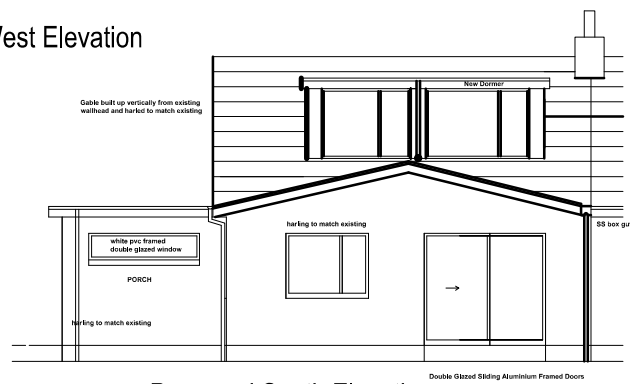 West Elevation
New Dormer
Gable built up vertically from existing
wallhead and harled to match existing
harling to match existing
SS box gu
white pvc framed
double glazed window
PORCH
harling to match existing
Double Glazed Sliding Aluminium Framed Doors